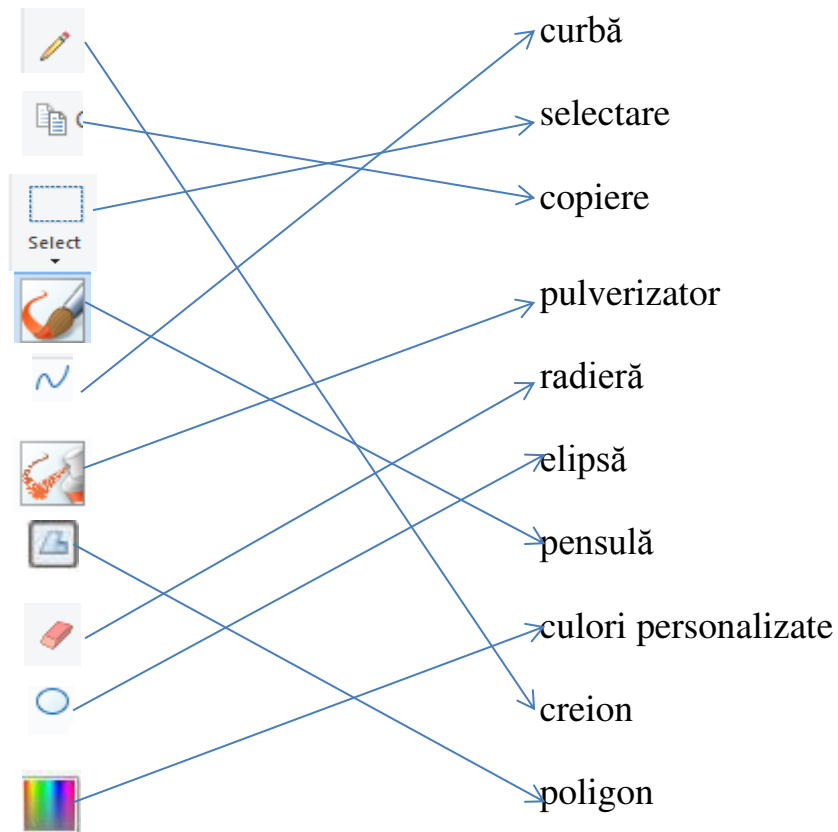 curbă
selectare
copiere
Select
pulverizator
radieră
elipsă
pensulă
culori personalizate
creion
poligon